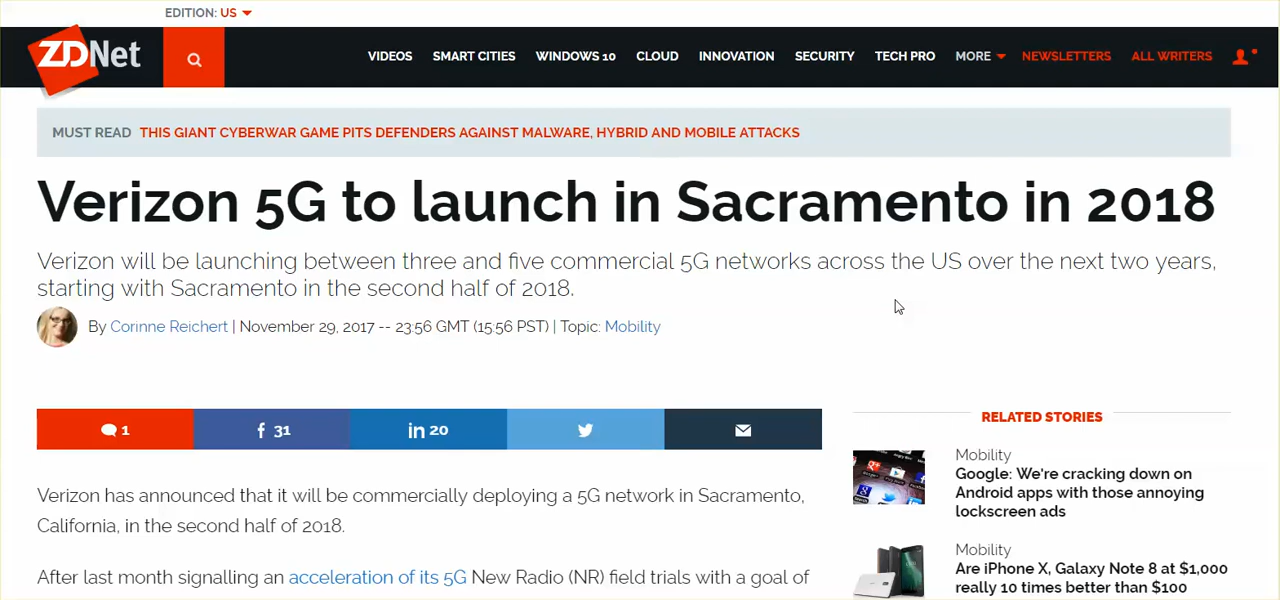 EDITION: US
ZDNet
VIDEOS SMART CITIES WINDOWS 10 CLOUD INNOVATION SECURITY TECH PRO MORE NEWSLETTERS ALL WRITERS
MUST READ THIS GIANT CYBERWAR GAME PITS DEFENDERS AGAINST MALWARE, HYBRID AND MOBILE ATTACKS
Verizon 5G to launch in Sacramento in 2018
Verizon will be launching between three and five commercial 5G networks across the US over the next two years,
starting with Sacramento in the second half of 2018.
By Corinne Reichert | November 29, 2017 -- 23:56 GMT (15:56 PST) | Topic: Mobility
1 f 31 in 20
Verizon has announced that it will be commercially deploying a 5G network in Sacramento,
California, in the second half of 2018.
After last month signalling an acceleration of its 5G New Radio (NR) field trials with a goal of
RELATED STORIES
Mobility
Google: We're cracking down on
Android apps with those annoying
lockscreen ads
Mobility
Are iPhone X, Galaxy Note 8 at $1,000
really 10 times better than $100